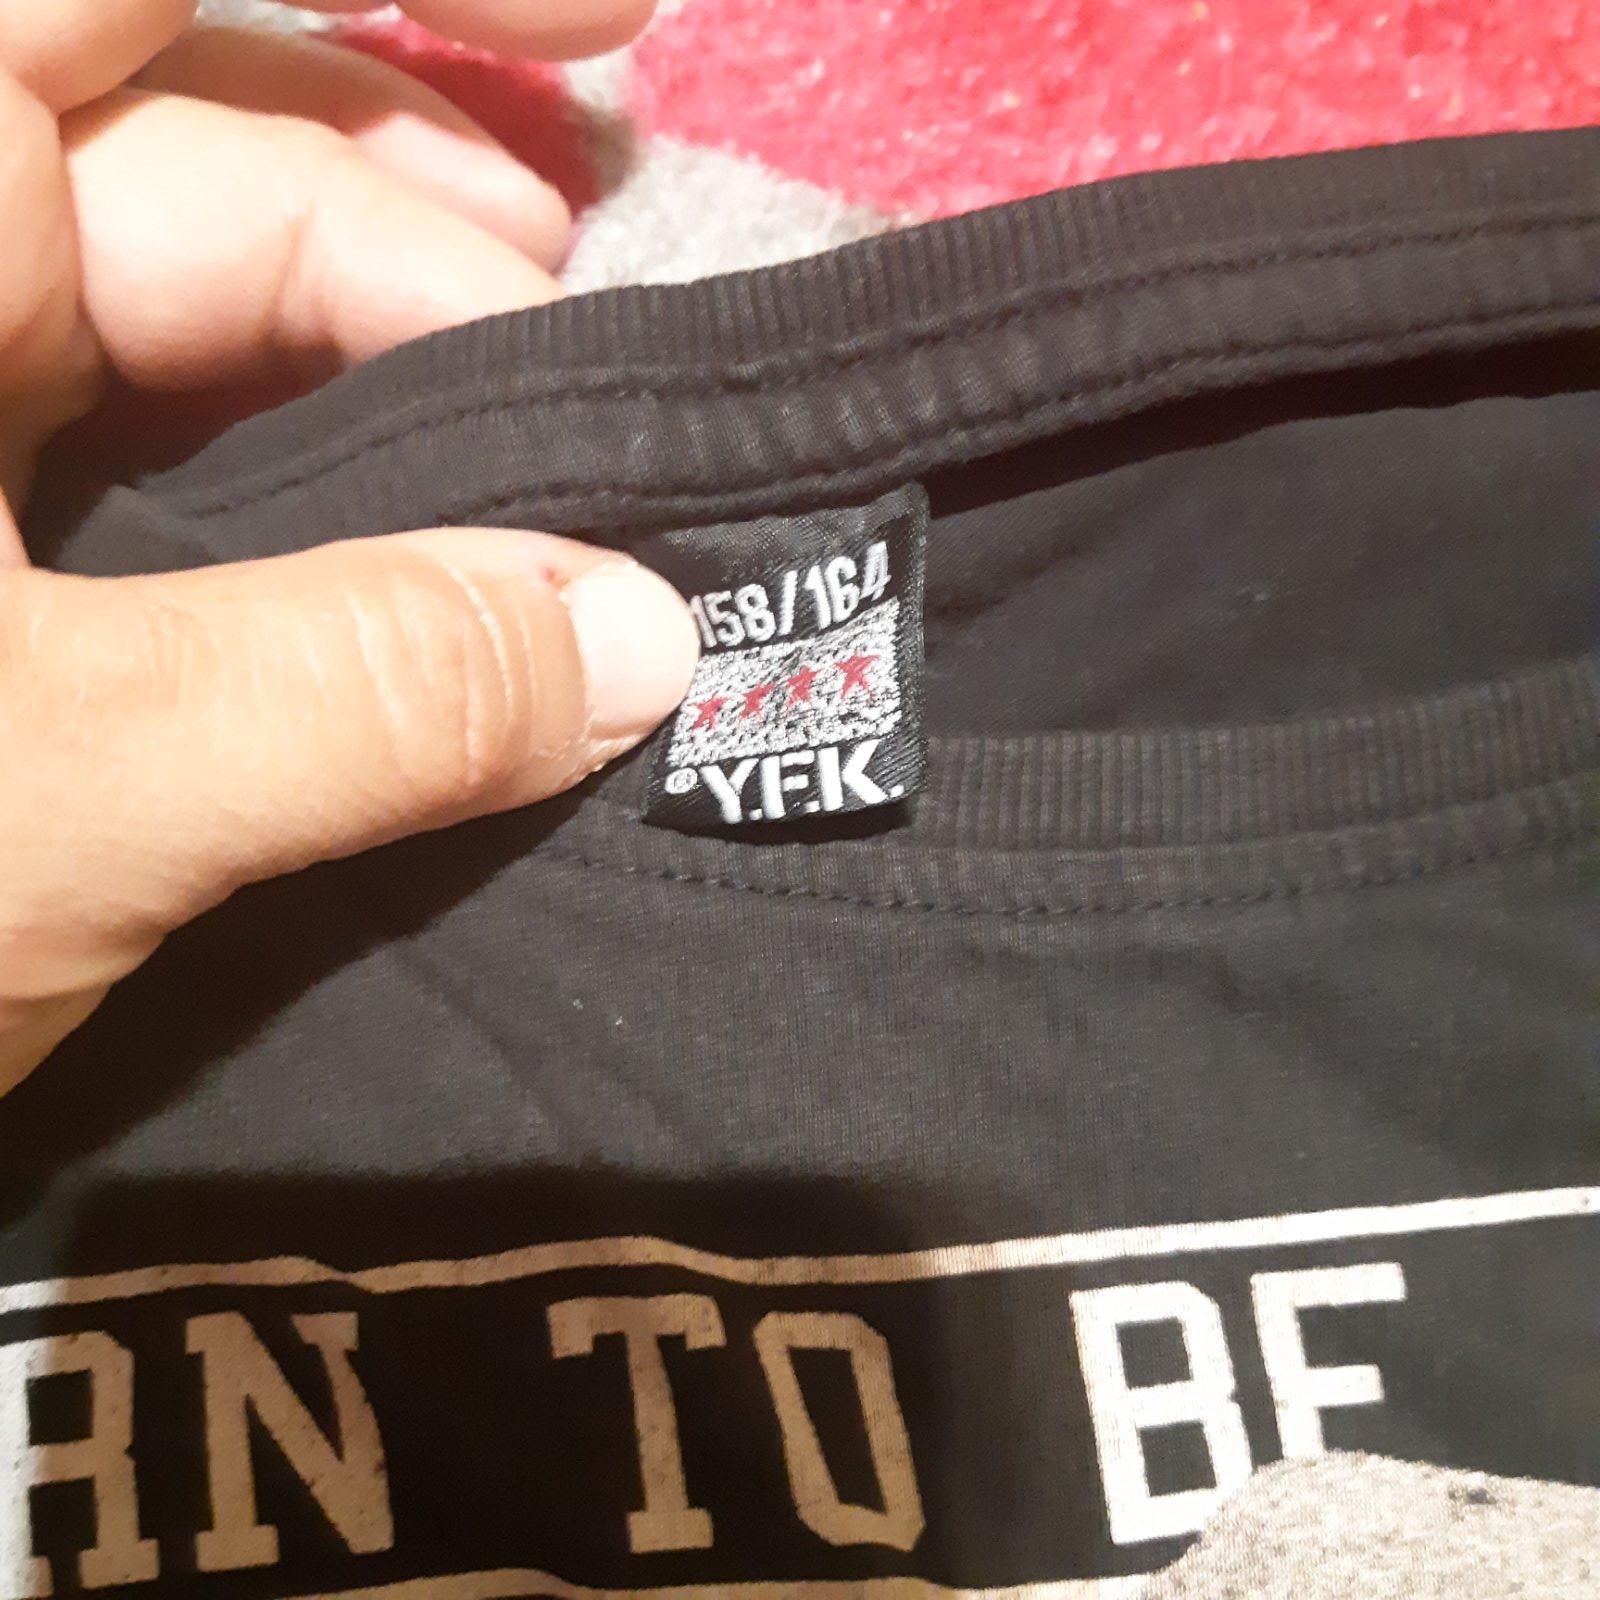 158/164
® Y.F.K.
RN TO BE